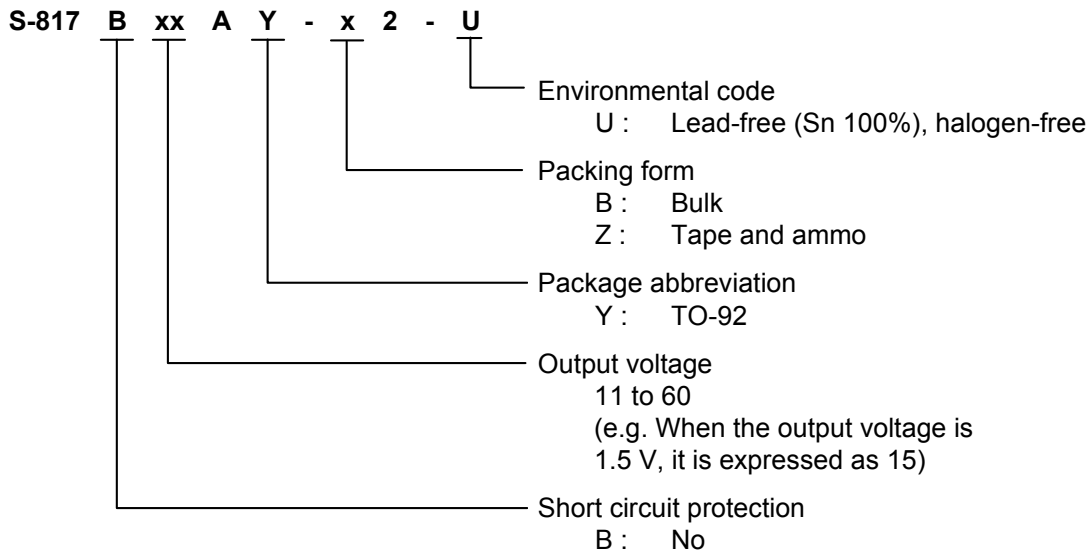 S-817 B xx A Y - x 2 - U
Environmental code
U : Lead-free (Sn 100%), halogen-free
Packing form
B : Bulk
Z : Tape and ammo
Package abbreviation
Y : TO-92
Output voltage
11 to 60
(e.g. When the output voltage is
1.5 V, it is expressed as 15)
Short circuit protection
B : No